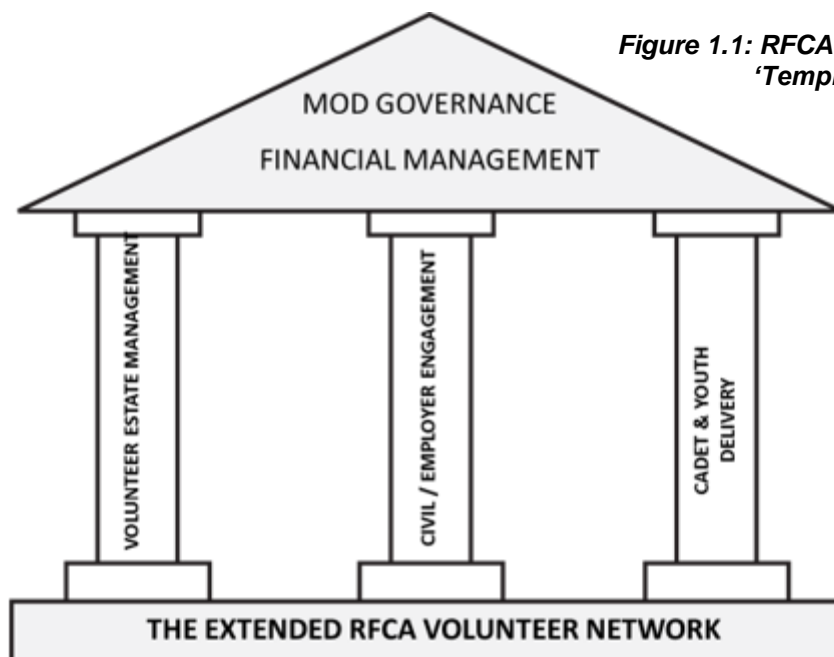 Figure 1.1: RFCA
‘Temp
MOD GOVERNANCE
FINANCIAL MANAGEMENT
VOLUNTEER ESTATE MANAGEMENT
CIVIL / EMPLOYER ENGAGEMENT
CADET & YOUTH
DELIVERY
THE EXTENDED RFCA VOLUNTEER NETWORK